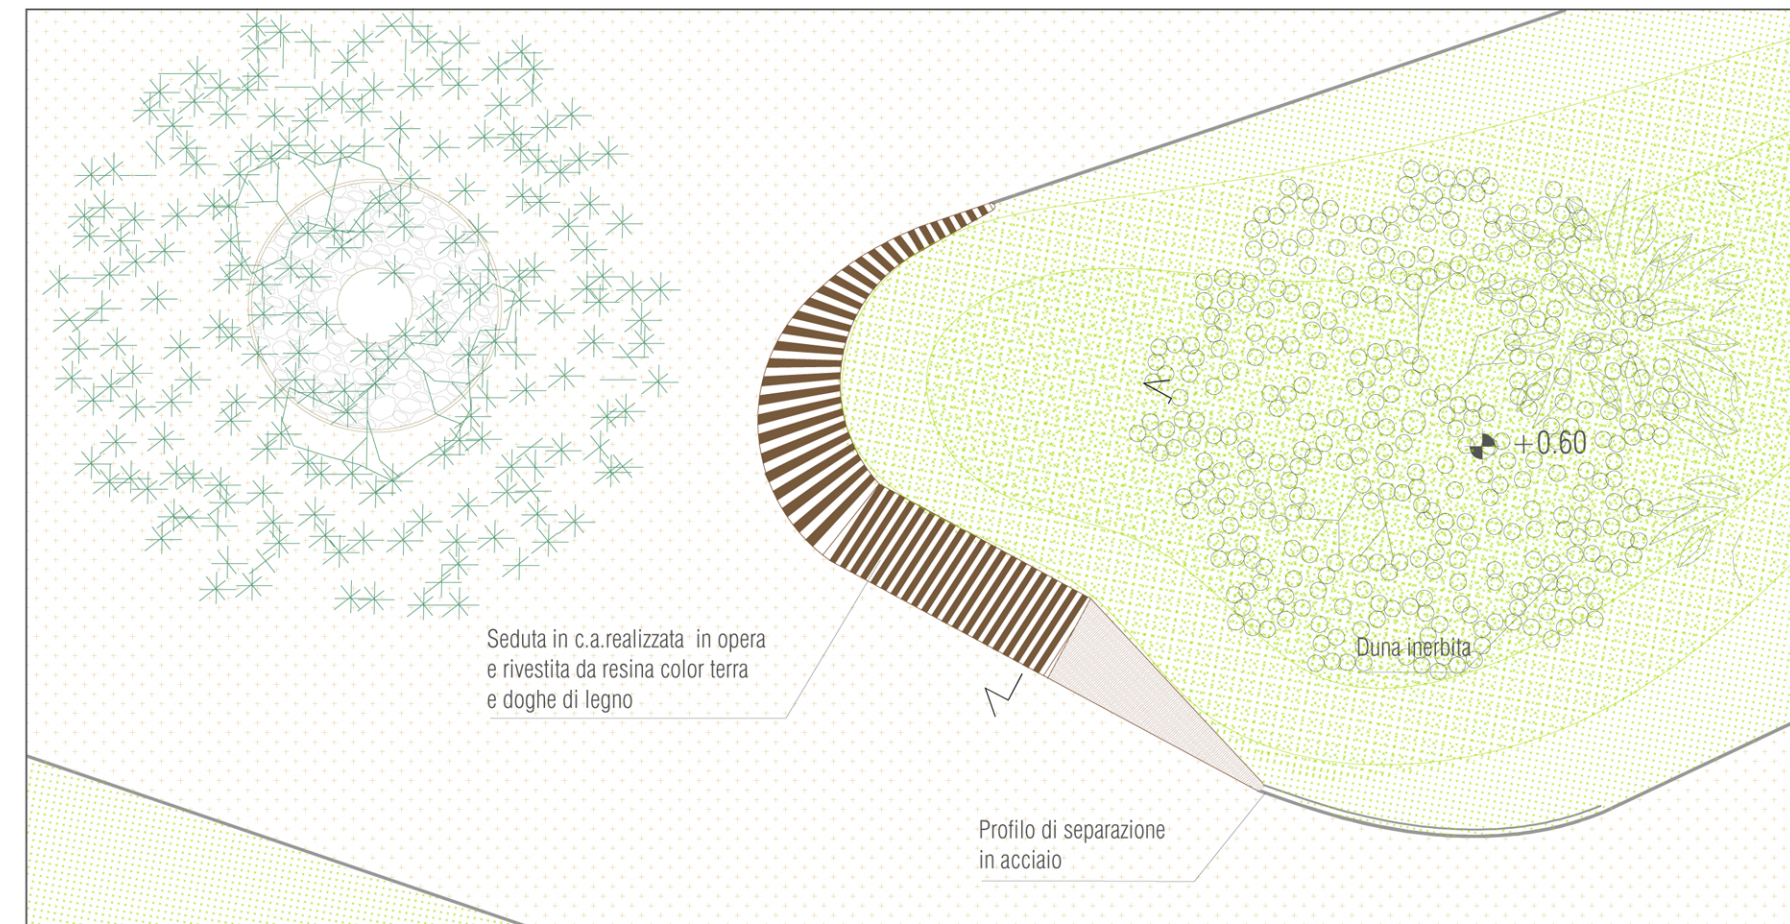 +0.60
Seduta in c.a.realizzata  in opera
e rivestita da resina color terra
e doghe di legno
Duna inerbita
Profilo di separazione
in acciaio